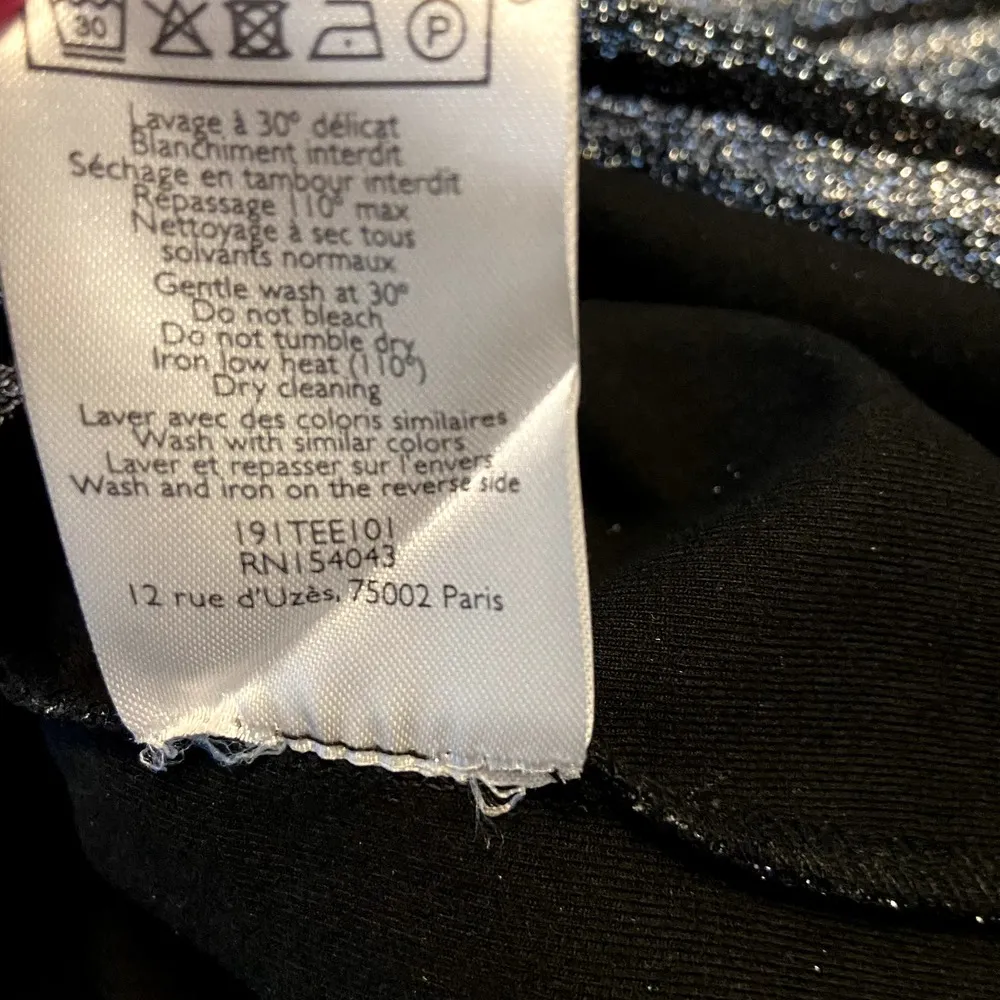 30 P
Lavage à 30° délicat
Blanchiment interdit
Séchage en tambour interdit
Repassage 110° max
Nettoyage à sec tous
solvants normaux
Gentle wash at 30°
Do not bleach
Do not tumble dry
Iron low heat (110°)
Dry cleaning
Laver avec des coloris similaires
Wash with similar colors
Laver et repasser sur l'envers
Wash and iron on the reverse side
191TEE101
RN154043
12 rue d'Uzès, 75002 Paris